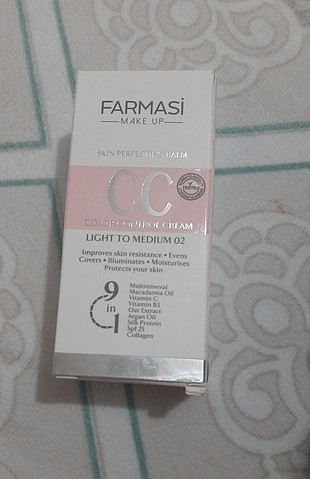 FARMASi
MAKE UP
SKIN PERFECTING BALM
CC
TESTED
COLOR CONTROL CREAM
LIGHT TO MEDIUM 02
Improves skin resistance • Evens
Covers • Illuminates • Moisturises
Protects your skin
9 in 1
Multimineral
Macadamia Oil
Vitamin C
Vitamin B3
Oat Extract
Argan Oil
Silk Protein
Spf 25
Collagen